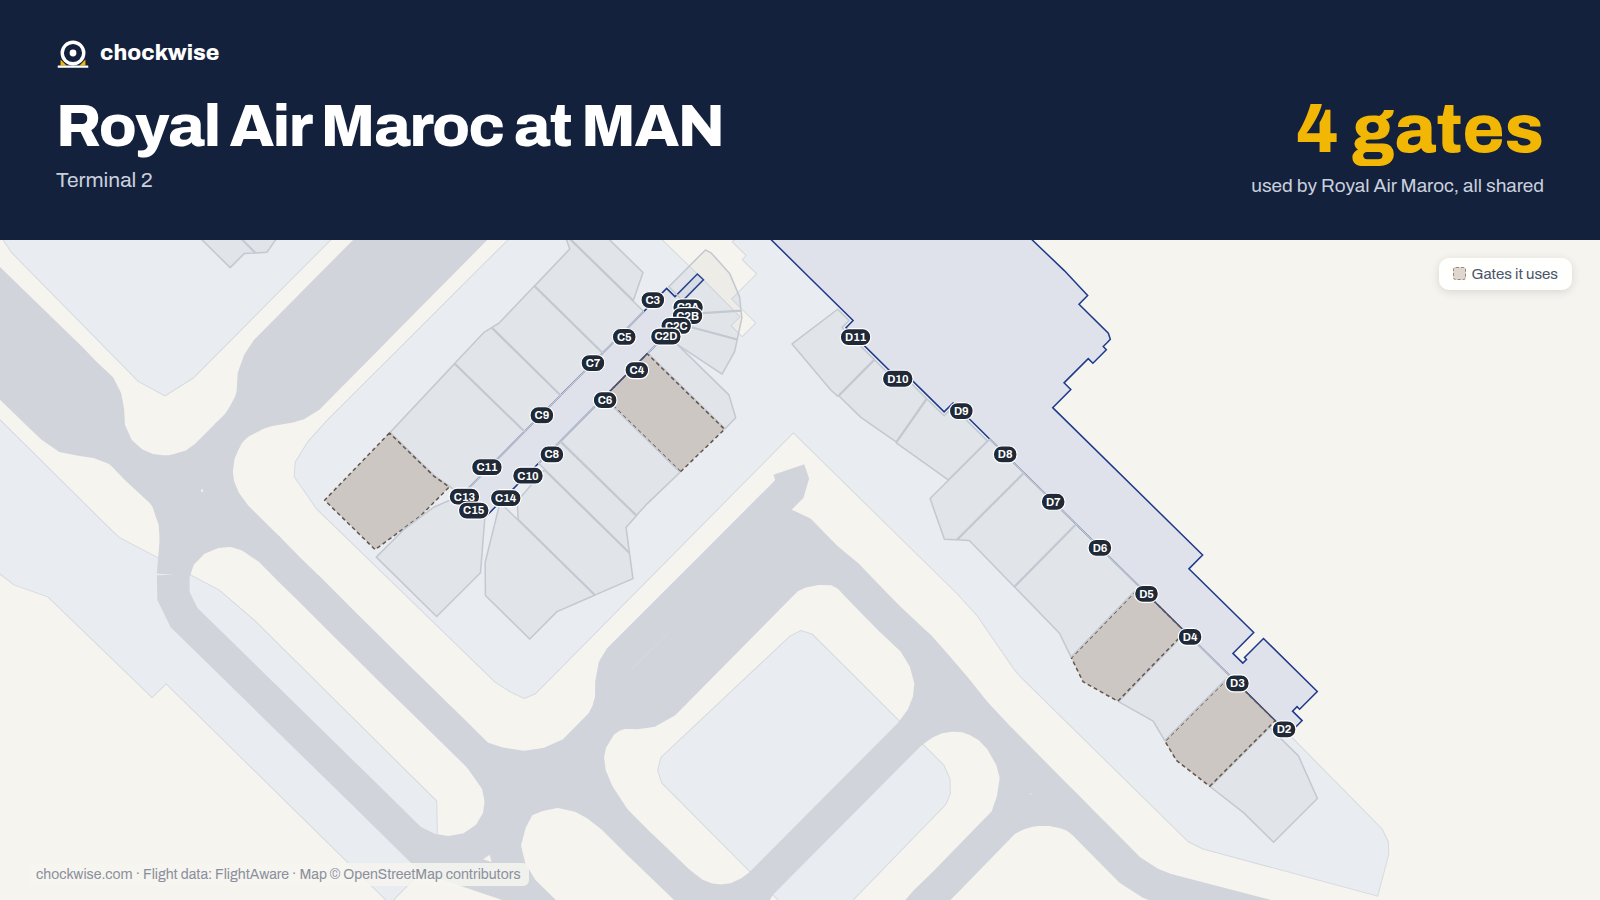 chockwise
Royal Air Maroc at MAN
Terminal 2
4 gates
used by Royal Air Maroc, all shared
Gates it uses
C3
C2A
C2B
C2C
C2D
C5
C7
C4
C6
C9
C8
C11
C10
C13
C14
C15
D11
D10
D9
D8
D7
D6
D5
D4
D3
D2
chockwise.com · Flight data: FlightAware · Map © OpenStreetMap contributors